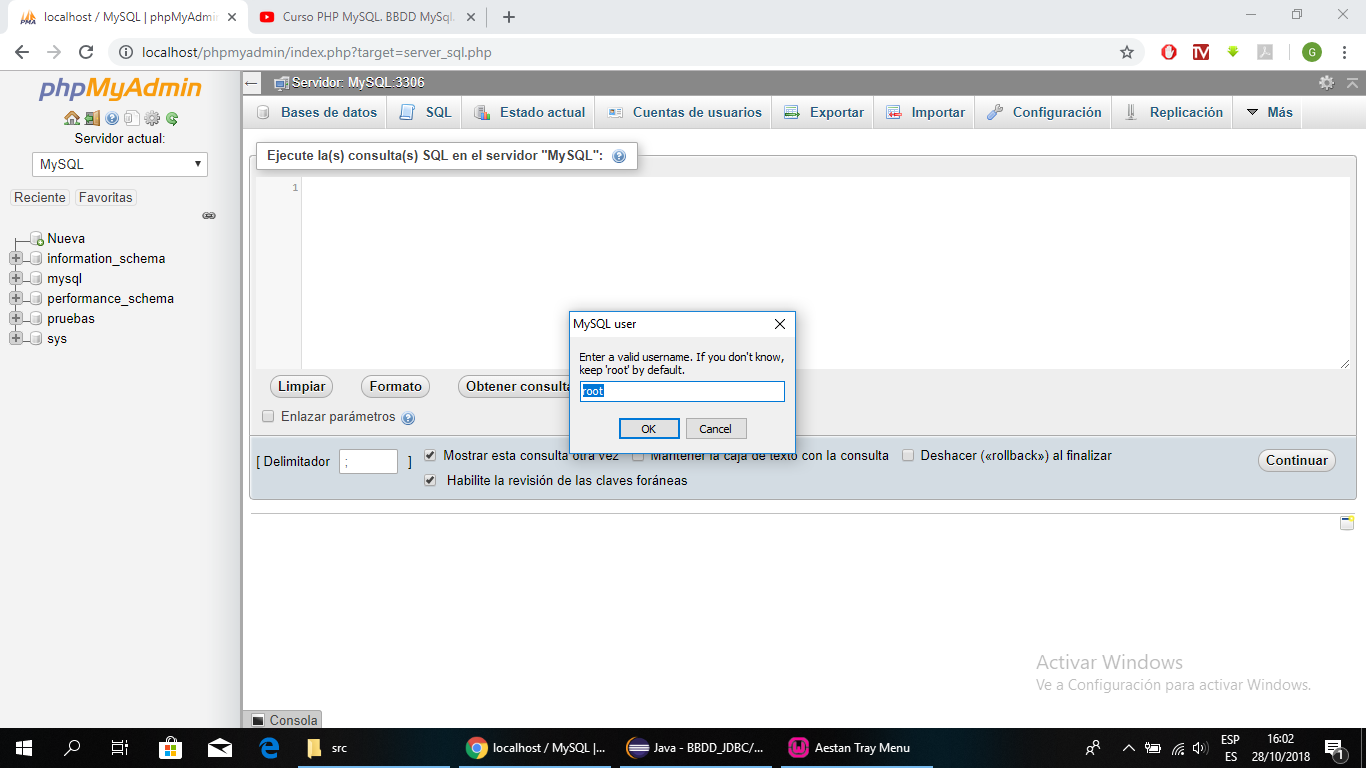 localhost / MySQL | phpMyAdmin
Curso PHP MySQL. BBDD MySql.
localhost/phpmyadmin/index.php?target=server_sql.php
G
phpMyAdmin
Servidor actual:
MySQL
Reciente Favoritas
Nueva
information_schema
mysql
performance_schema
pruebas
sys
Servidor: MySQL:3306
Bases de datos SQL Estado actual Cuentas de usuarios Exportar Importar Configuración Replicación Más
Ejecute la(s) consulta(s) SQL en el servidor "MySQL":
1
MySQL user
Enter a valid username. If you don't know,
keep 'root' by default.
root
OK Cancel
Limpiar Formato Obtener consulta
Enlazar parámetros
[ Delimitador ; ] Mostrar esta consulta otra vez Mantener la caja de texto con la consulta Deshacer («rollback») al finalizar
Habilite la revisión de las claves foráneas
Continuar
Activar Windows
Ve a Configuración para activar Windows.
Consola
src
localhost / MySQL |...
Java - BBDD_JDBC/...
Aestan Tray Menu
ESP
ES
16:02
28/10/2018
1